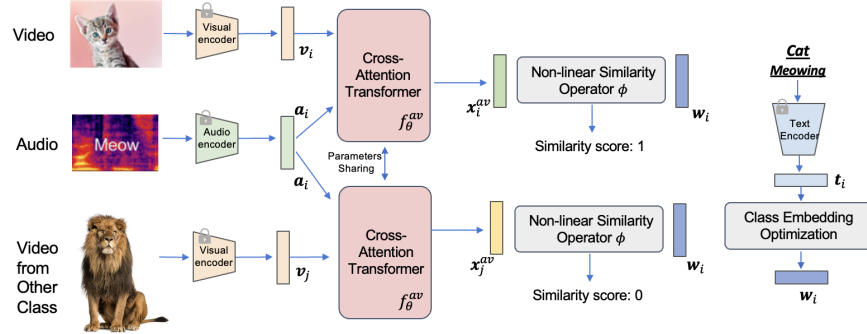 Video
Visual
encoder
v_i
Cross-
Attention
Transformer
f_θ^{av}
x_i^{av}
Non-linear Similarity
Operator ϕ
w_i
Similarity score: 1
Audio
Meow
Audio
encoder
a_i
a_i
Parameters
Sharing
Video
from
Other
Class
Visual
encoder
v_j
Cross-
Attention
Transformer
f_θ^{av}
x_j^{av}
Non-linear Similarity
Operator ϕ
w_i
Similarity score: 0
Cat
Meowing
Text
Encoder
t_i
Class Embedding
Optimization
w_i